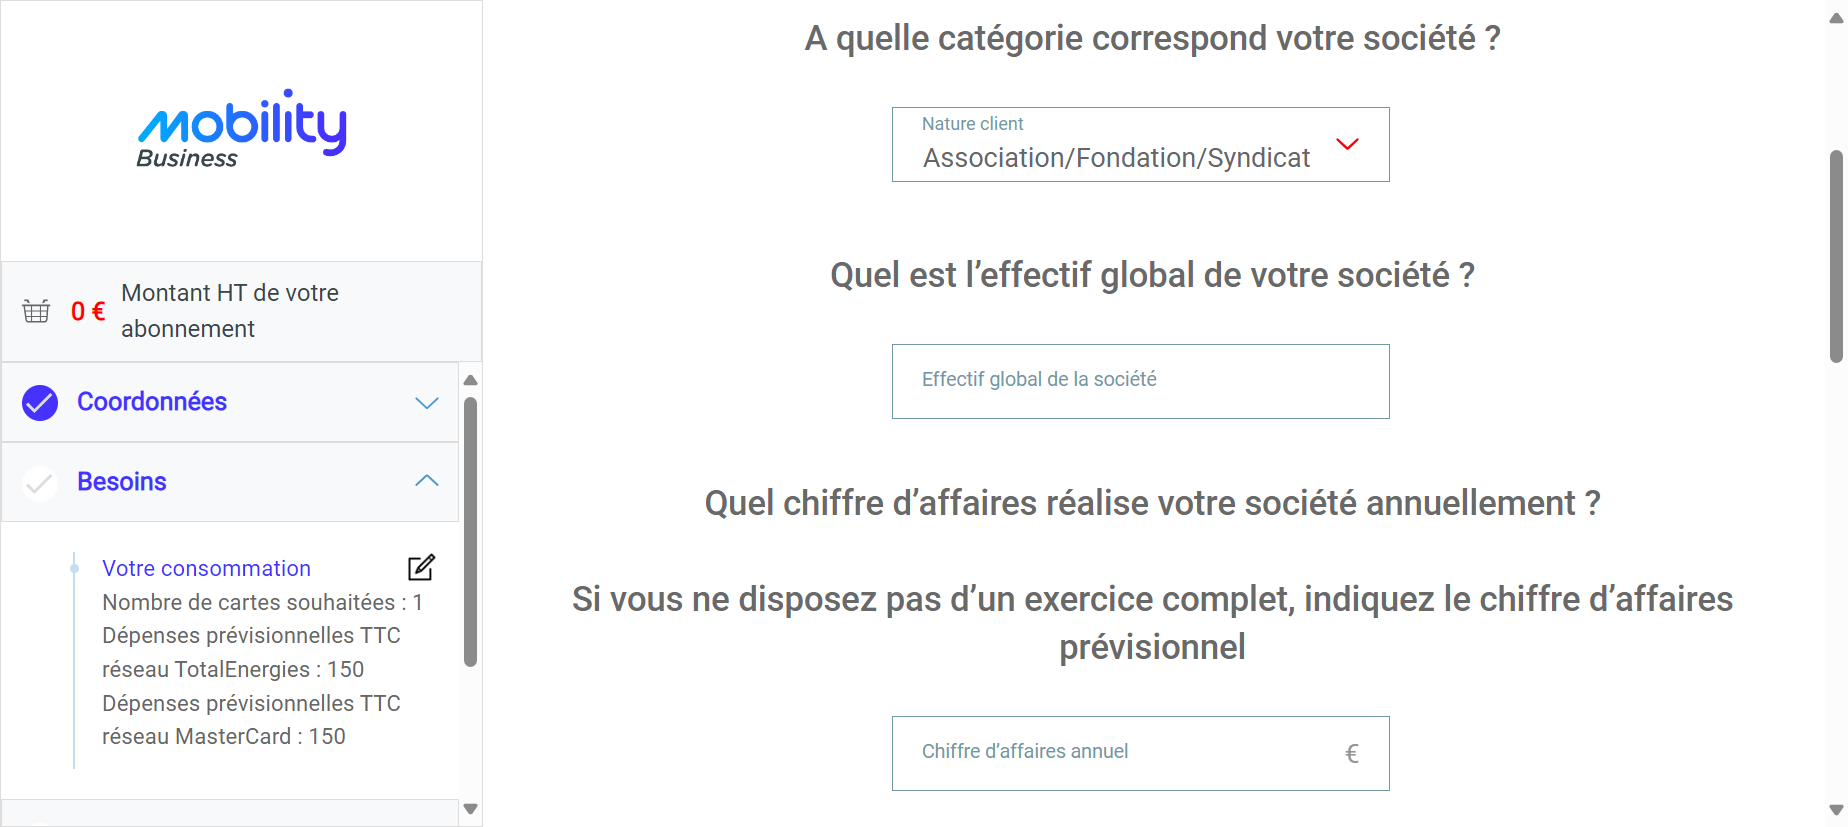 mobility
Business
0 €
Montant HT de votre
abonnement
Coordonnées
Besoins
Votre consommation
Nombre de cartes souhaitées : 1
Dépenses prévisionnelles TTC
réseau TotalEnergies : 150
Dépenses prévisionnelles TTC
réseau MasterCard : 150
A quelle catégorie correspond votre société ?
Nature client
Association/Fondation/Syndicat
Quel est l’effectif global de votre société ?
Effectif global de la société
Quel chiffre d’affaires réalise votre société annuellement ?
Si vous ne disposez pas d’un exercice complet, indiquez le chiffre d’affaires
prévisionnel
Chiffre d’affaires annuel
€